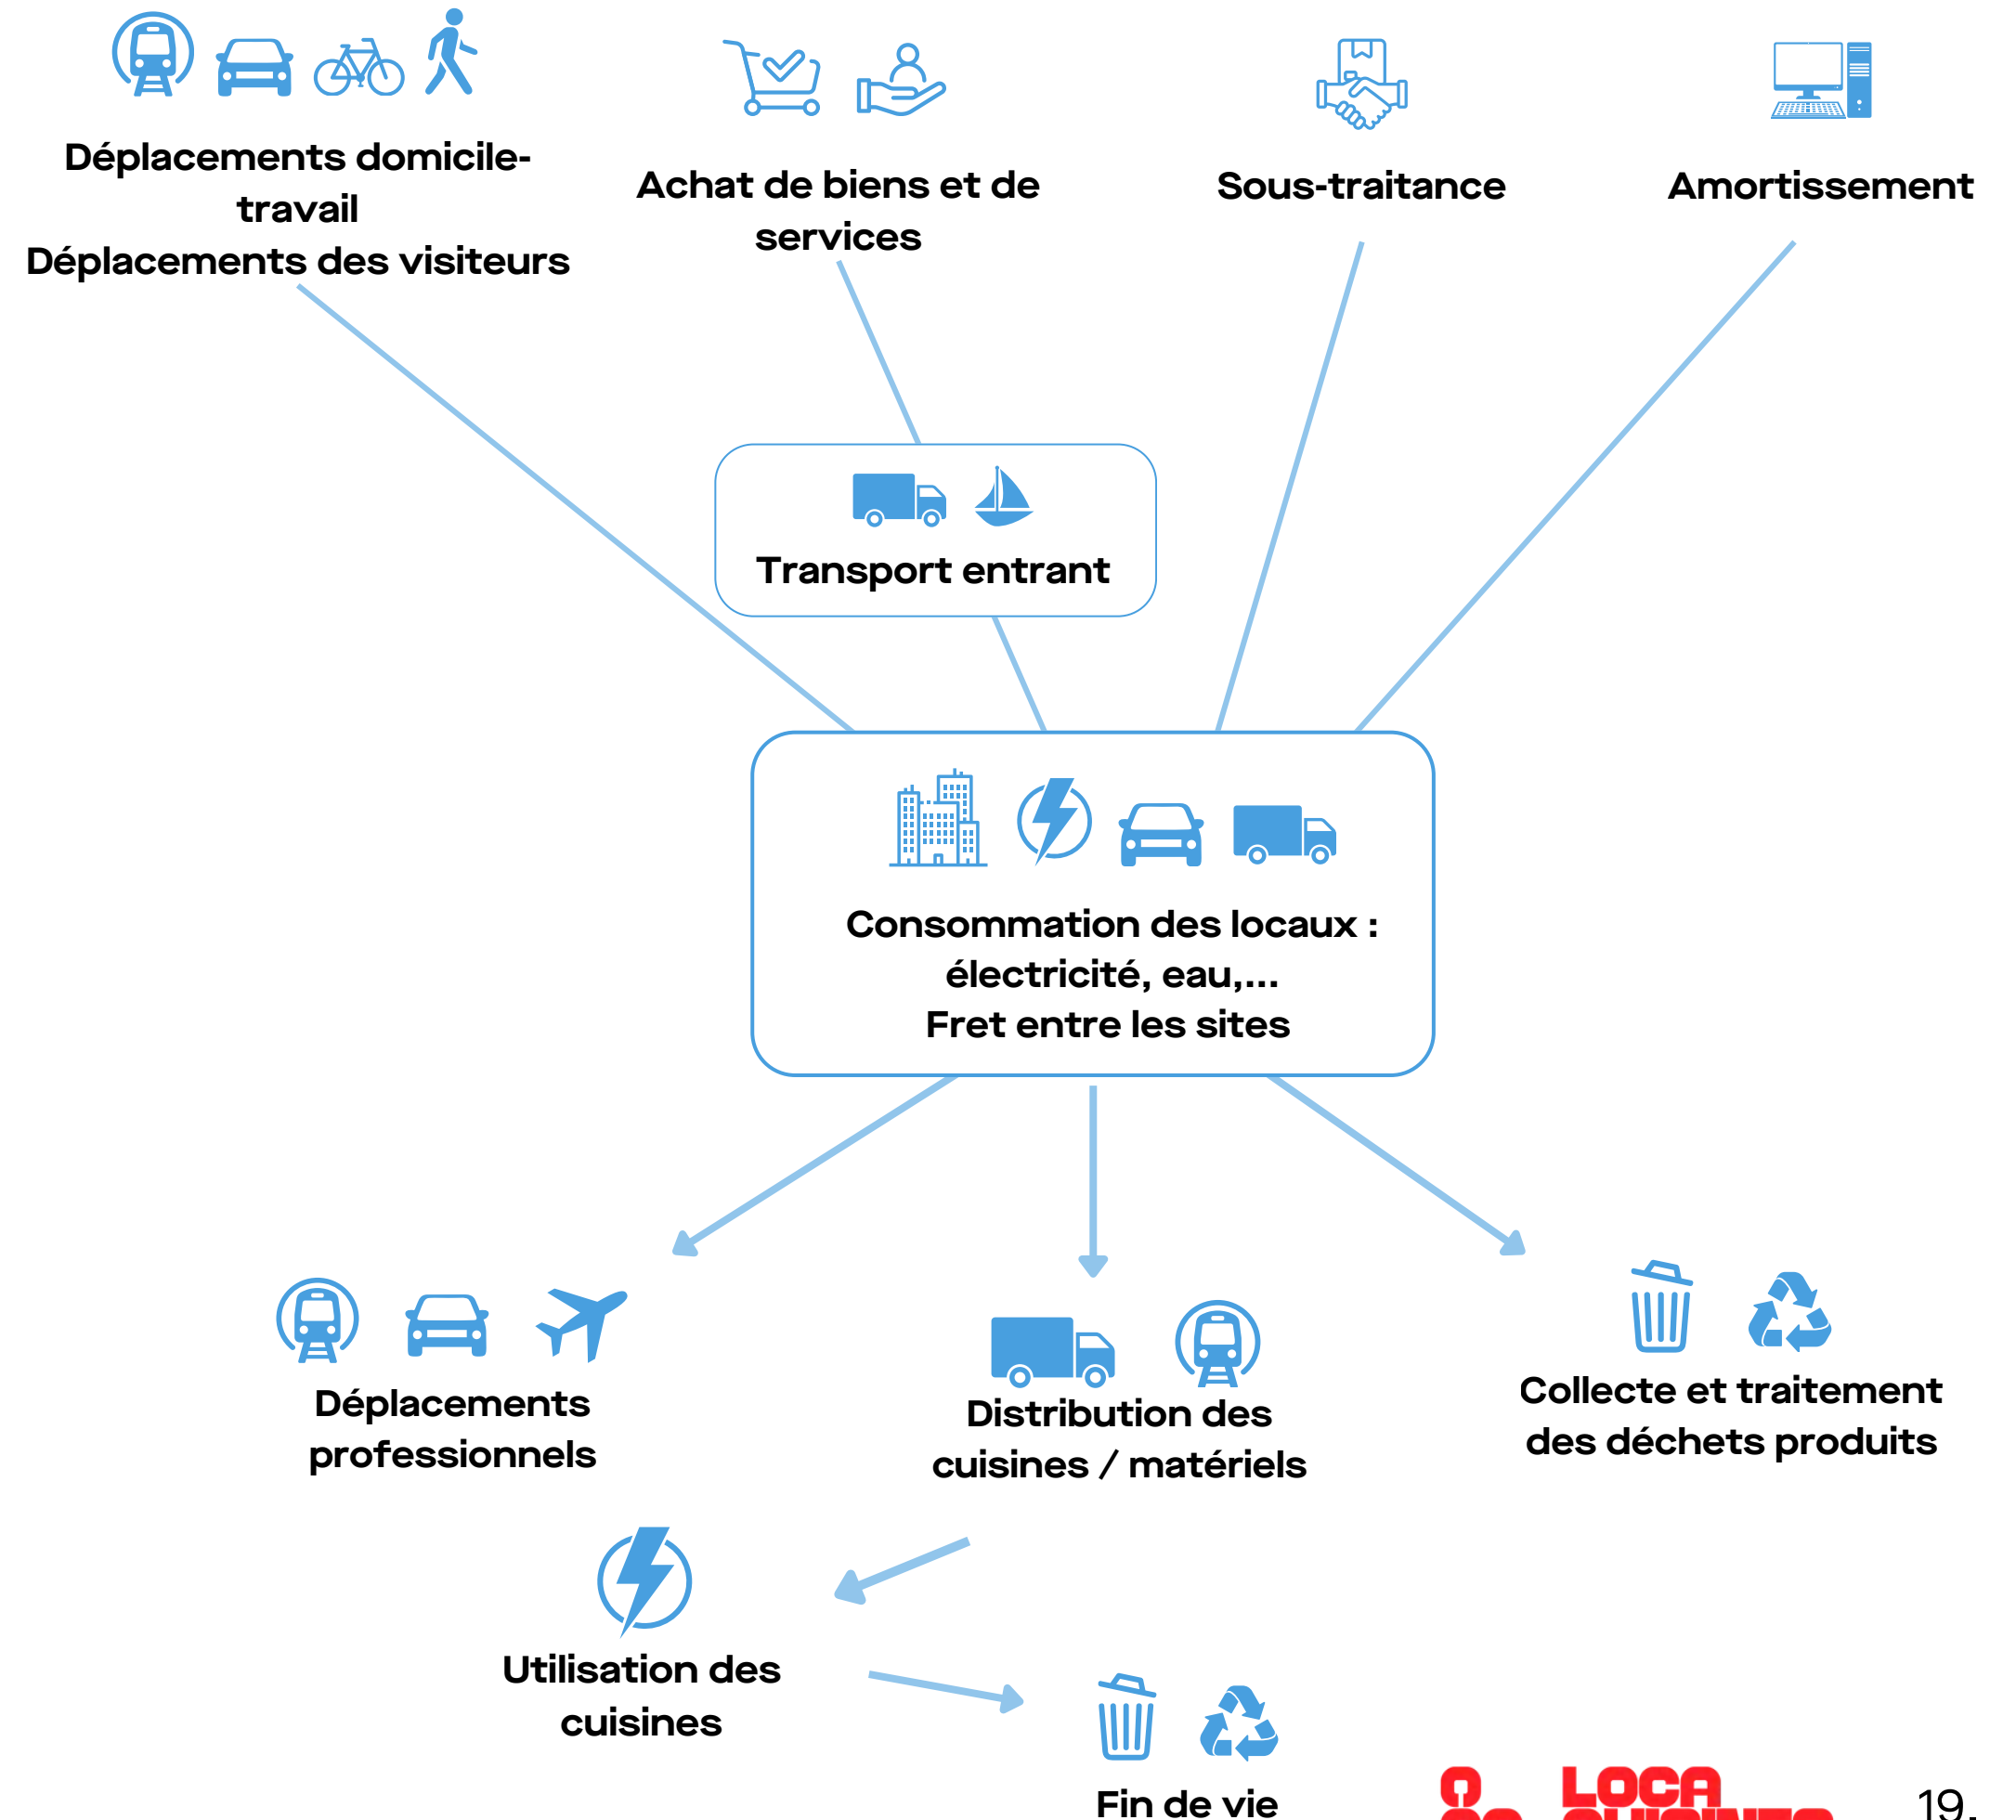 Déplacements domicile-
travail
Déplacements des visiteurs
Achat de biens et de
services
Sous-traitance
Amortissement
Transport entrant
Consommation des locaux :
électricité, eau,...
Fret entre les sites
Déplacements
professionnels
Distribution des
cuisines / matériels
Collecte et traitement
des déchets produits
Utilisation des
cuisines
Fin de vie
LOCA
19.